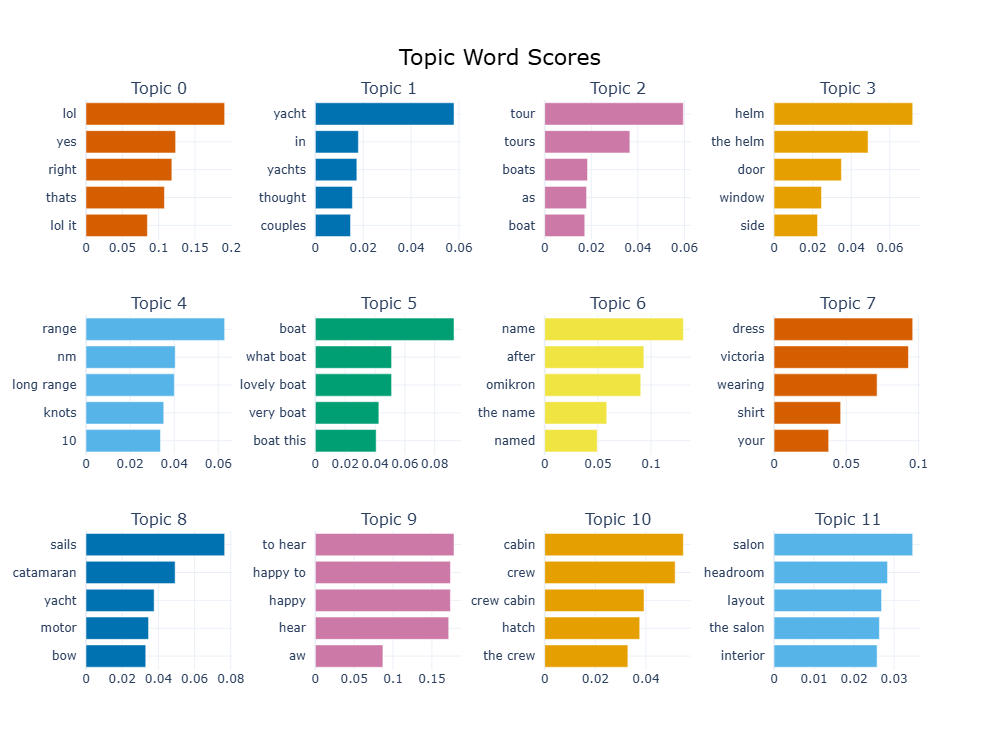 Topic Word Scores
Topic 0
lol
yes
right
thats
lol it
0 0.05 0.1 0.15 0.2
Topic 1
yacht
in
yachts
thought
couples
0 0.02 0.04 0.06
Topic 2
tour
tours
boats
as
boat
0 0.02 0.04 0.06
Topic 3
helm
the helm
door
window
side
0 0.02 0.04 0.06
Topic 4
range
nm
long range
knots
10
0 0.02 0.04 0.06
Topic 5
boat
what boat
lovely boat
very boat
boat this
0 0.02 0.04 0.06 0.08
Topic 6
name
after
omikron
the name
named
0 0.05 0.1
Topic 7
dress
victoria
wearing
shirt
your
0 0.05 0.1
Topic 8
sails
catamaran
yacht
motor
bow
0 0.02 0.04 0.06 0.08
Topic 9
to hear
happy to
happy
hear
aw
0 0.05 0.1 0.15
Topic 10
cabin
crew
crew cabin
hatch
the crew
0 0.02 0.04
Topic 11
salon
headroom
layout
the salon
interior
0 0.01 0.02 0.03